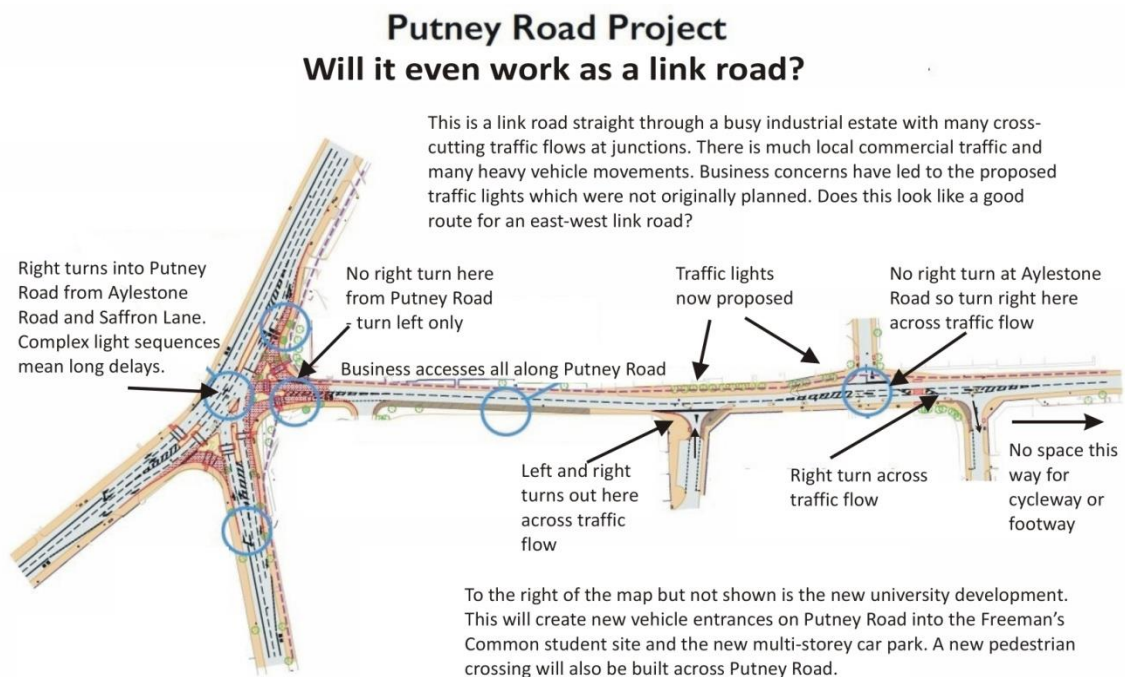 Putney Road Project
Will it even work as a link road?
This is a link road straight through a busy industrial estate with many cross-
cutting traffic flows at junctions. There is much local commercial traffic and
many heavy vehicle movements. Business concerns have led to the proposed
traffic lights which were not originally planned. Does this look like a good
route for an east-west link road?
Right turns into Putney
Road from Aylestone
Road and Saffron Lane.
Complex light sequences
mean long delays.
No right turn here
from Putney Road
- turn left only
Traffic lights
now proposed
No right turn at Aylestone
Road so turn right here
across traffic flow
Business accesses all along Putney Road
Left and right
turns out here
across traffic
flow
Right turn across
traffic flow
No space this
way for
cycleway or
footway
To the right of the map but not shown is the new university development.
This will create new vehicle entrances on Putney Road into the Freeman's
Common student site and the new multi-storey car park. A new pedestrian
crossing will also be built across Putney Road.